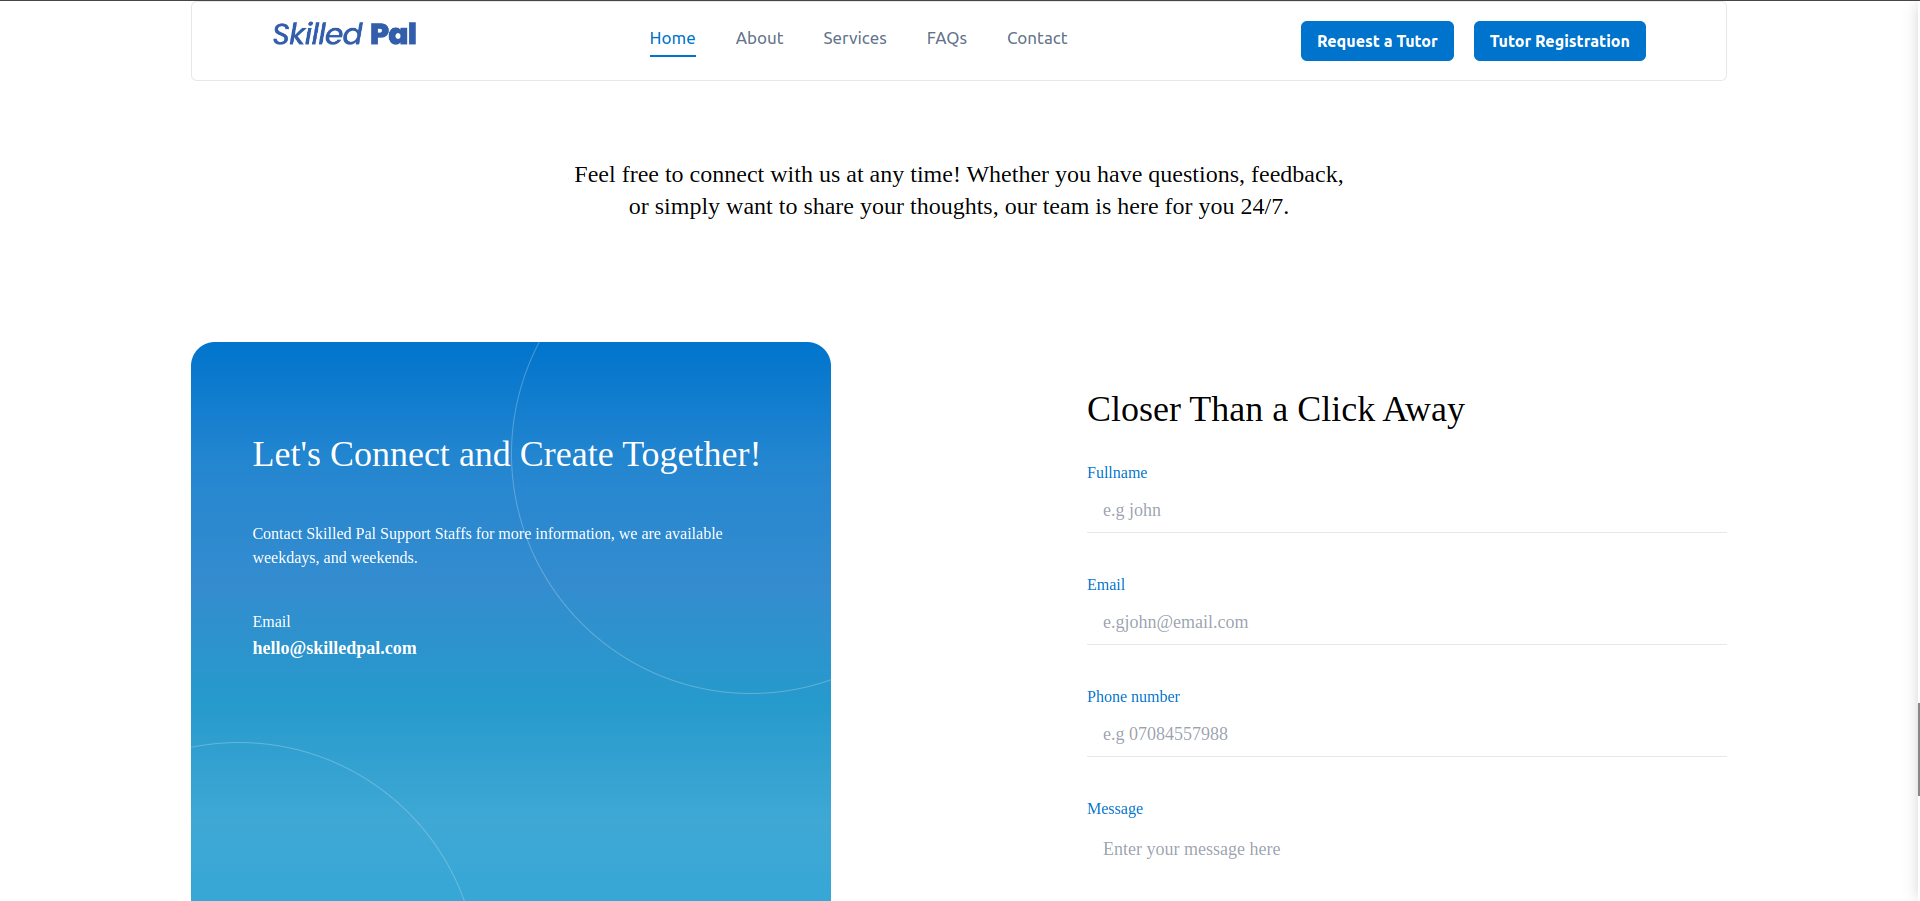 Skilled Pal
Home About Services FAQs Contact
Request a Tutor Tutor Registration
Feel free to connect with us at any time! Whether you have questions, feedback,
or simply want to share your thoughts, our team is here for you 24/7.
Let's Connect and Create Together!
Contact Skilled Pal Support Staffs for more information, we are available
weekdays, and weekends.
Email
hello@skilledpal.com
Closer Than a Click Away
Fullname
e.g john
Email
e.gjohn@email.com
Phone number
e.g 07084557988
Message
Enter your message here